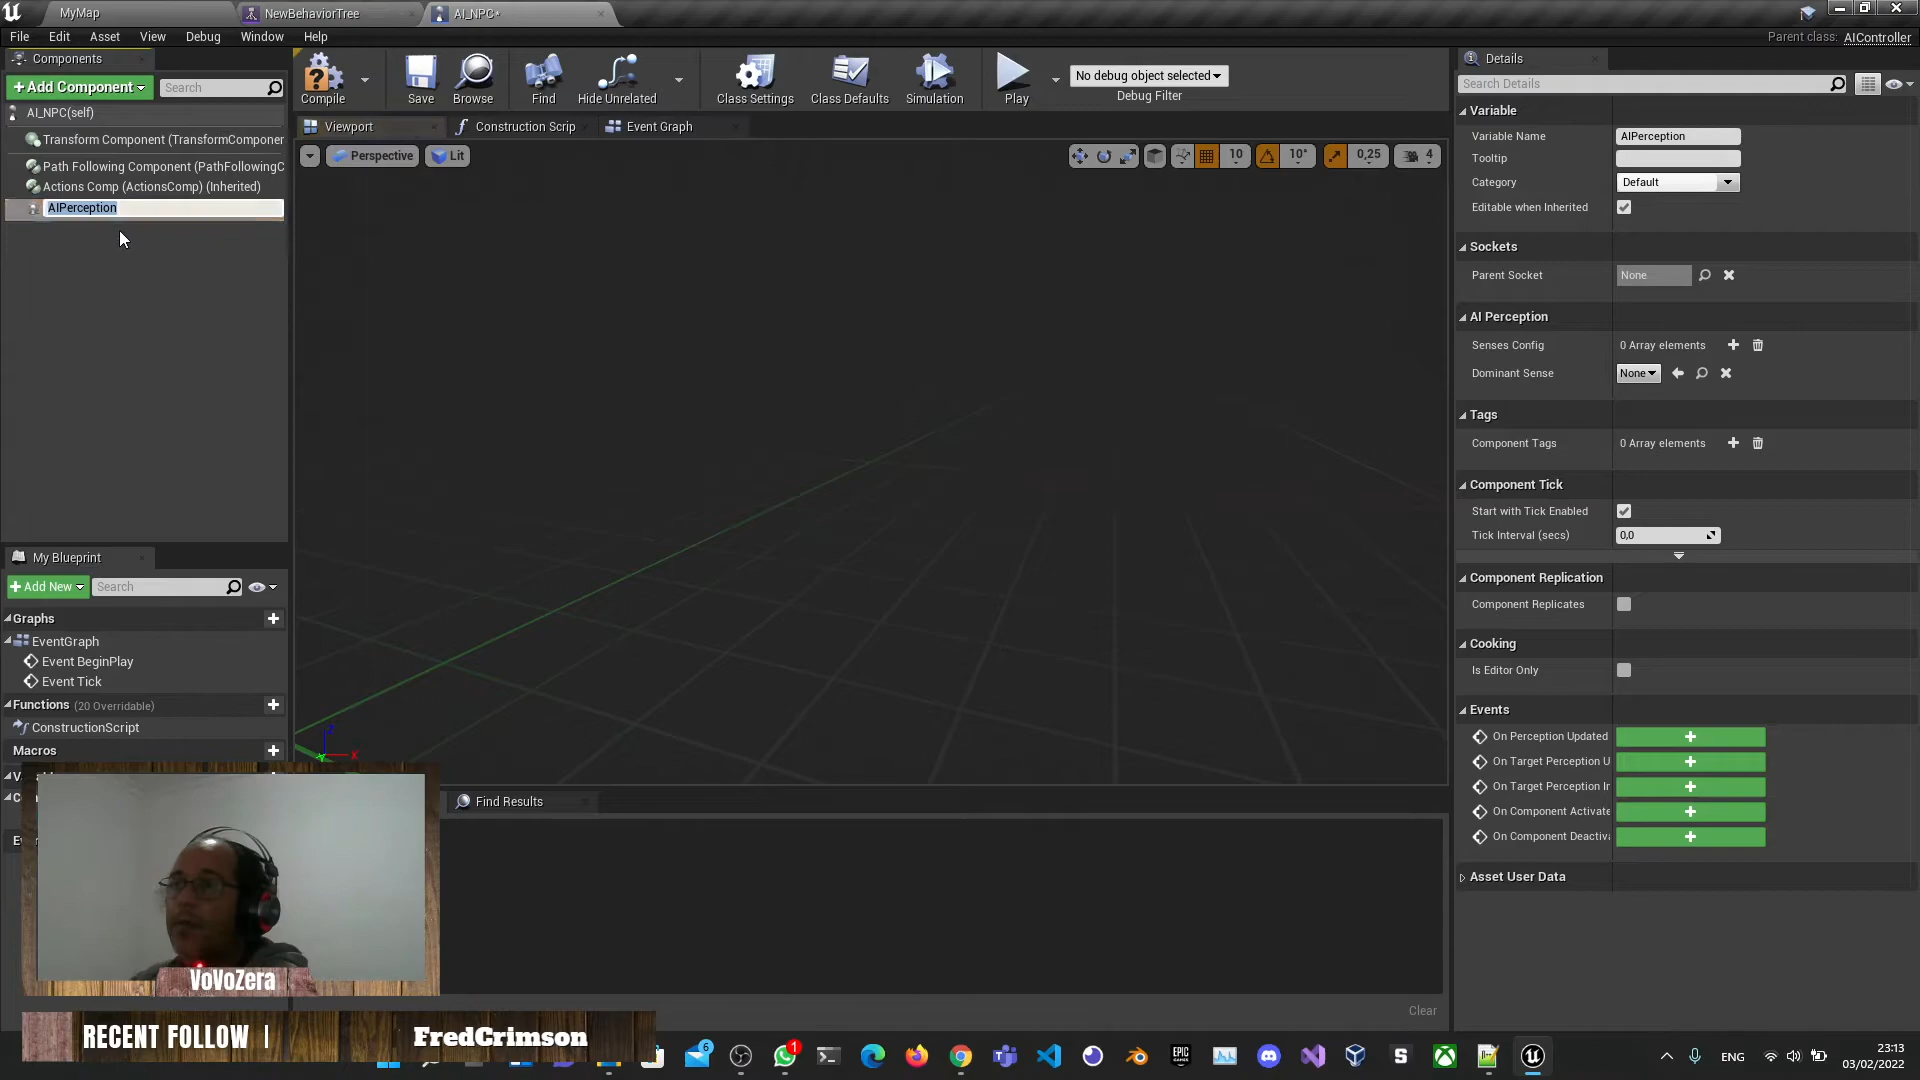 MyMap
NewBehaviorTree
AI_NPC*
File Edit Asset View Debug Window Help
Parent class: AIController
Components
+Add Component
Search
AI_NPC(self)
Transform Component (TransformComponer
Path Following Component (PathFollowingC
Actions Comp (ActionsComp) (Inherited)
AIPerception
Compile
Save
Browse
Find
Hide Unrelated
Class Settings
Class Defaults
Simulation
Play
No debug object selected
Debug Filter
Viewport
Construction Scrip
Event Graph
Perspective
Lit
10
10°
0,25
4
My Blueprint
+Add New
Search
Graphs
EventGraph
Event BeginPlay
Event Tick
Functions (20 Overridable)
ConstructionScript
Macros
Find Results
Clear
Details
Search Details
Variable
Variable Name AIPerception
Tooltip
Category Default
Editable when Inherited
Sockets
Parent Socket None
AI Perception
Senses Config 0 Array elements
Dominant Sense None
Tags
Component Tags 0 Array elements
Component Tick
Start with Tick Enabled
Tick Interval (secs) 0,0
Component Replication
Component Replicates
Cooking
Is Editor Only
Events
On Perception Updated
On Target Perception U
On Target Perception Ir
On Component Activate
On Component Deactiv
Asset User Data
VoVoZera
RECENT FOLLOW |
FredCrimson
6
1
EPIC
GAMES
S
ENG
23:13
03/02/2022